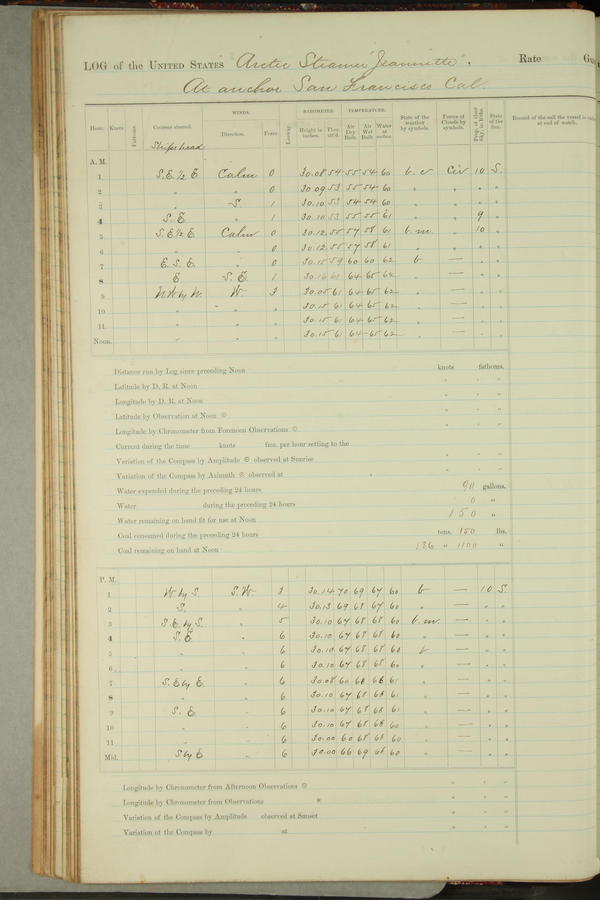 LOG of the UNITED STATES Arctic Steamer "Jeannette". Rate
At anchor San Francisco Cal.
Hour. Knots. Fathoms. Courses steered. WINDS. Direction. Force. Leeway. BAROMETER. Height in inches. Ther. att'd. TEMPERATURE. Air Dry Bulb. Air Wet Bulb. Water at surface. State of the weather by symbols. Forms of Clouds by symbols. Prop. of clear Sky, in 10ths. State of the Sea. Record of the sail the vessel is under at end of watch.
Ship's head
A. M.
1 S.E. ½ E Calm 0 30.08 54 55 54 60 b. c Cir. 10 S.
2 " " 0 30.09 53 55 54 60 " " " "
3 " S 1 30.10 53 54 54 60 " " " "
4 S. E " 1 30.10 53 55 55 61 " " 9 "
5 S.E. ½ E. Calm 0 30.12 55 57 58 61 b. m. " 10 "
6 0 30.12 55 57 58 61 " " " "
7 E. S. E. " 0 30.15 59 60 60 62 b — " "
8 E S. E. 1 30.16 61 64 65 62 " — " "
9 N.W. by W. W. 3 30.05 61 64 65 62 " — " "
10 " " " 30.15 61 64 65 62 " — " "
11 " " " 30.15 61 64 65 62 " — " "
Noon. " " " 30.15 61 64 65 62 " — " "
Distance run by Log since preceding Noon knots fathoms.
Latitude by D. R. at Noon
Longitude by D. R. at Noon
Latitude by Observation at Noon
Longitude by Chronometer from Forenoon Observations
Current during the time knots fms. per hour setting to the
Variation of the Compass by Amplitude observed at Sunrise
Variation of the Compass by Azimuth observed at
Water expended during the preceding 24 hours 90 gallons.
Water during the preceding 24 hours 0 "
Water remaining on hand fit for use at Noon 150 "
Coal consumed during the preceding 24 hours tons. 150 lbs.
Coal remaining on hand at Noon 136 " 1100 "
P. M.
1 W. by S. S. W. 3 30.14 70 69 67 60 b — 10 S.
2 S. " 4 30.13 69 68 67 60 " — " "
3 S.E. by S. " 5 30.10 67 68 68 60 b. m. — " "
4 S. E. " 6 30.10 67 68 68 60 " — " "
5 " " 6 30.10 67 68 68 60 b — " "
6 " 6 30.10 67 68 68 60 " — " "
7 S. E by E. " 6 30.08 60 68 68 61 " — " "
8 " " 6 30.10 67 68 68 61 " — " "
9 S. E. " 6 30.10 67 68 68 61 " — " "
10 " " 6 30.10 67 68 68 60 " — " "
11 " " 6 30.00 60 68 68 60 " — " "
Mid. S by E " 6 30.00 66 69 68 60 " — " "
Longitude by Chronometer from Afternoon Observations
Longitude by Chronometer from Observations
Variation of the Compass by Amplitude observed at Sunset
Variation of the Compass by at